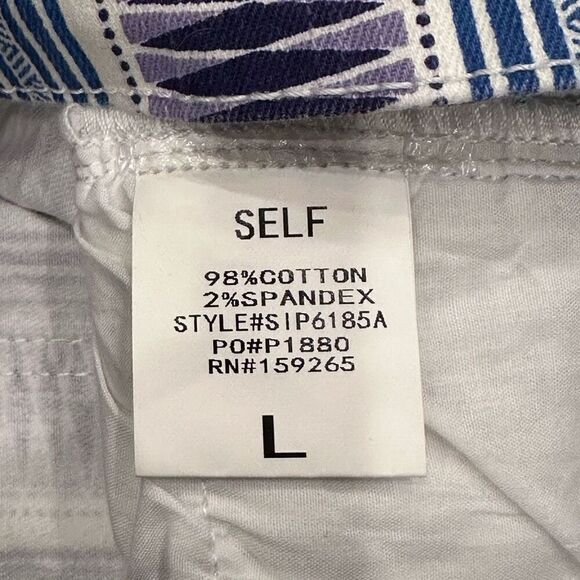 SELF
98%COTTON
2%SPANDEX
STYLE#SIP6185A
PO#P1880
RN#159265
L